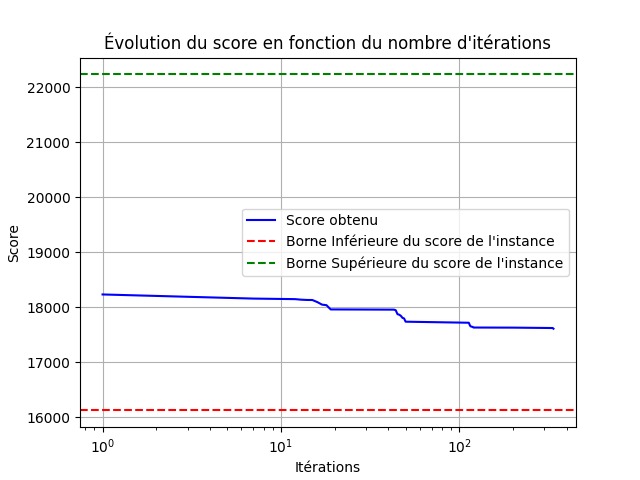 Évolution du score en fonction du nombre d'itérations
Score
22000
21000
20000
19000
18000
17000
16000
Score obtenu
Borne Inférieure du score de l'instance
Borne Supérieure du score de l'instance
10⁰
10¹
10²
Itérations